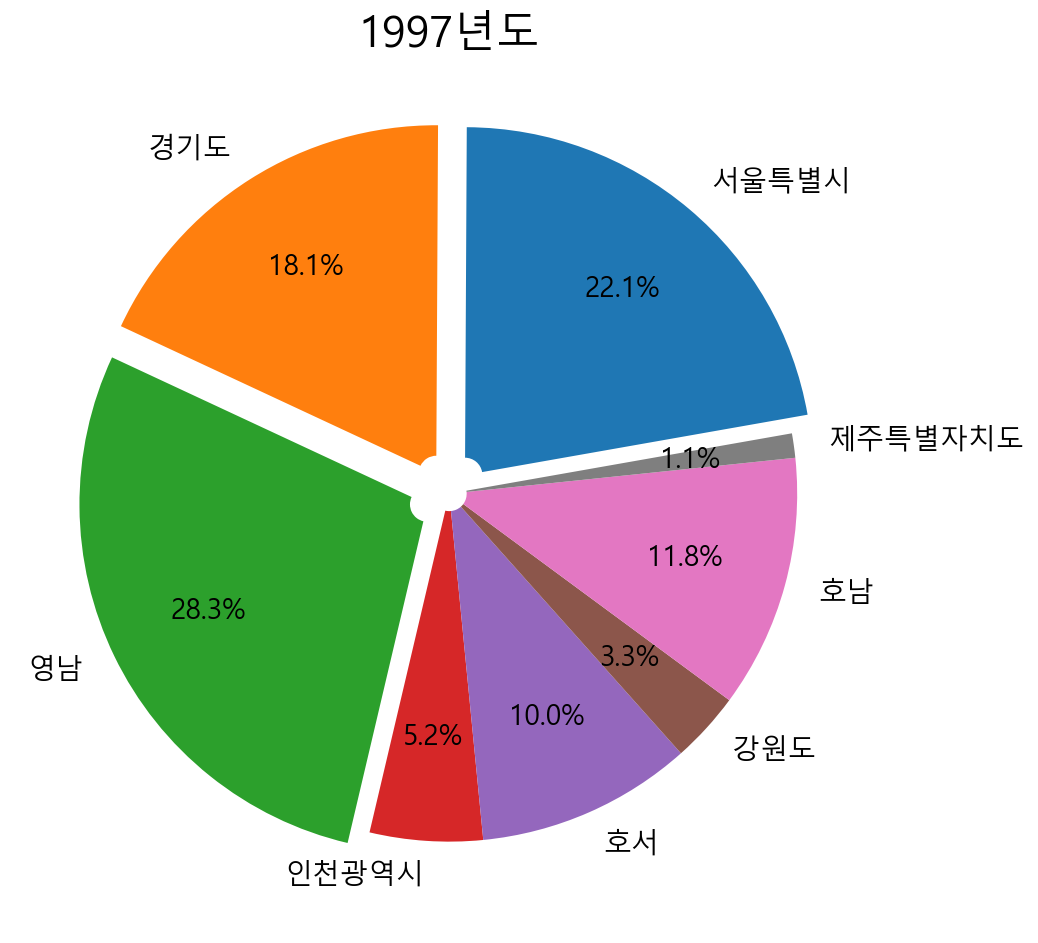 1997년도
경기도
서울특별시
18.1%
22.1%
제주특별자치도
1.1%
11.8%
호남
28.3%
3.3%
영남
10.0%
5.2%
강원도
호서
인천광역시